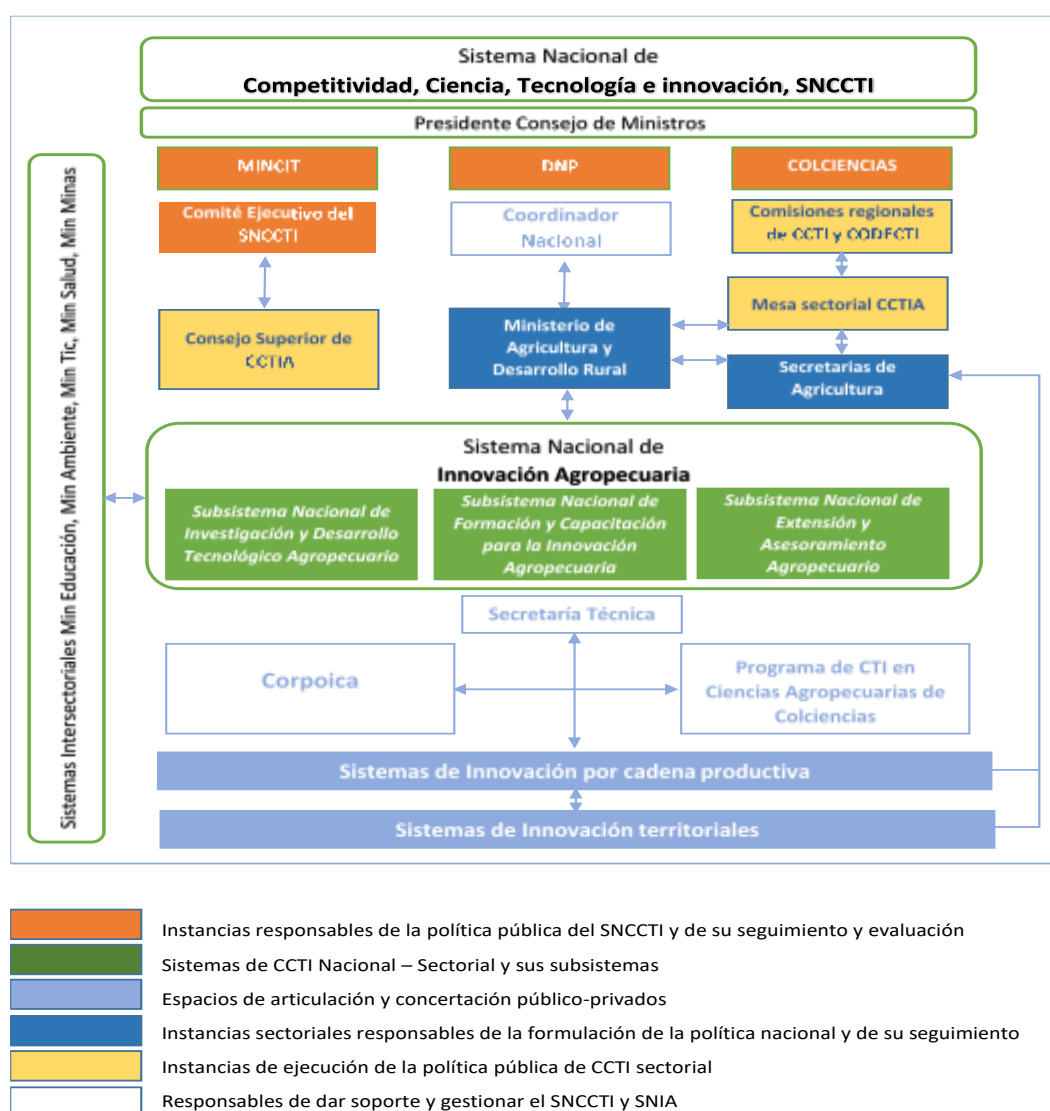 Sistema Nacional de
Competitividad, Ciencia, Tecnología e innovación, SNCCTI
Presidente Consejo de Ministros
Sistemas Intersectoriales Min Educación, Min Ambiente, Min Tic, Min Salud, Min Minas
MINCIT
DNP
COLCIENCIAS
Comité Ejecutivo del
SNCCTI
Coordinador
Nacional
Comisiones regionales
de CCTI y CODECTI
Consejo Superior de
CCTIA
Ministerio de
Agricultura y
Desarrollo Rural
Mesa sectorial CCTIA
Secretarias de
Agricultura
Sistema Nacional de
Innovación Agropecuaria
Subsistema Nacional de
Investigación y Desarrollo
Tecnológico Agropecuario
Subsistema Nacional de
Formación y Capacitación
para la Innovación
Agropecuaria
Subsistema Nacional de
Extensión y
Asesoramiento
Agropecuario
Secretaría Técnica
Corpoica
Programa de CTI en
Ciencias Agropecuarias de
Colciencias
Sistemas de Innovación por cadena productiva
Sistemas de Innovación territoriales
Instancias responsables de la política pública del SNCCTI y de su seguimiento y evaluación
Sistemas de CCTI Nacional – Sectorial y sus subsistemas
Espacios de articulación y concertación público-privados
Instancias sectoriales responsables de la formulación de la política nacional y de su seguimiento
Instancias de ejecución de la política pública de CCTI sectorial
Responsables de dar soporte y gestionar el SNCCTI y SNIA